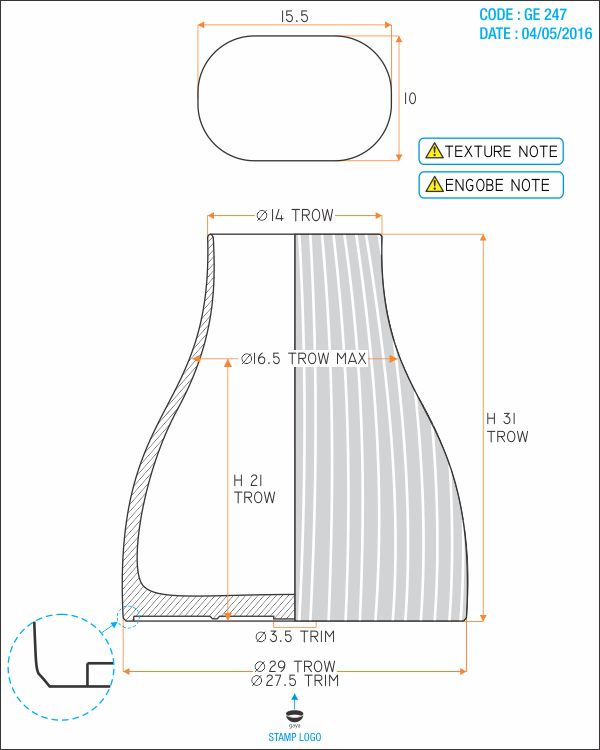 15.5
CODE : GE 247
DATE : 04/05/2016
10
TEXTURE NOTE
ENGOBE NOTE
Ø14 TROW
Ø16.5 TROW MAX
H 31
TROW
H 21
TROW
Ø3.5 TRIM
Ø29 TROW
Ø27.5 TRIM
gaya
STAMP LOGO